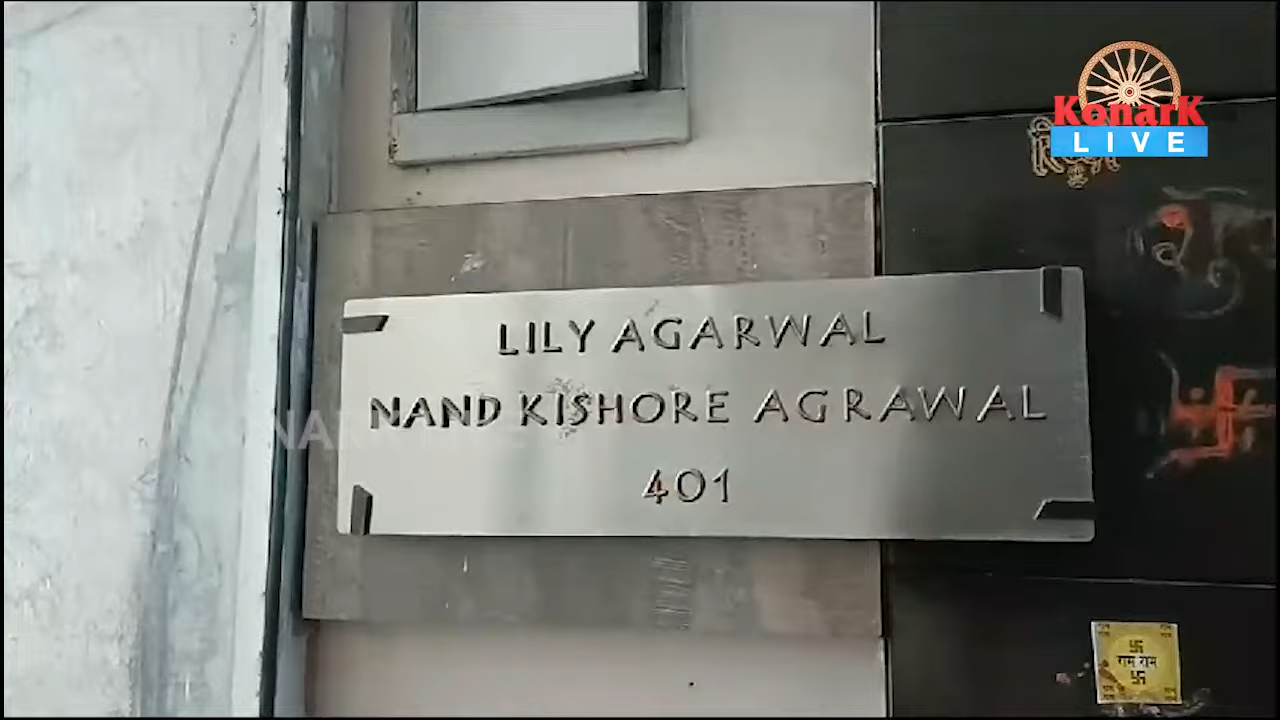 KonarK
LIVE
LILY AGARWAL
NAND KISHORE AGRAWAL
401
राम राम